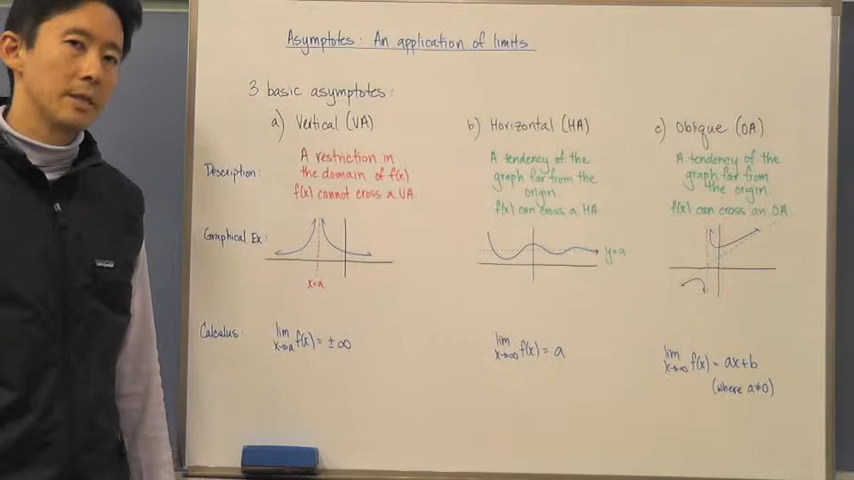 Asymptotes: An application of limits
3 basic asymptotes:
a) Vertical (VA)
b) Horizontal (HA)
c) Oblique (OA)
Description:
A restriction in
the domain of f(x)
f(x) cannot cross a VA
A tendency of the
graph far from the
origin.
f(x) can cross a HA
A tendency of the
graph far from
the origin
f(x) can cross an OA.
Graphical Ex:
x=a
y=a
Calculus:
lim f(x) = ±∞
x→a
lim f(x) = a
x→∞
lim f(x) = ax+b
x→∞
(where a≠0)